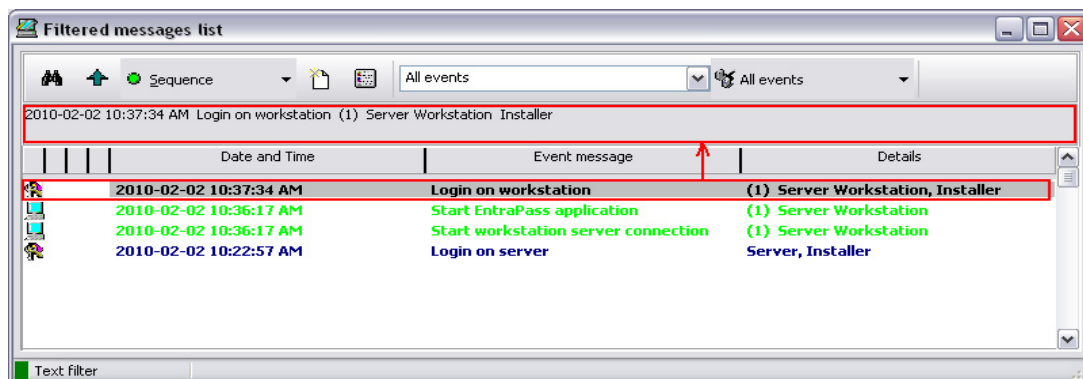 Filtered messages list
Sequence All events All events
2010-02-02 10:37:34 AM Login on workstation (1) Server Workstation Installer
Date and Time Event message Details
2010-02-02 10:37:34 AM Login on workstation (1) Server Workstation, Installer
2010-02-02 10:36:17 AM Start EntraPass application (1) Server Workstation
2010-02-02 10:36:17 AM Start workstation server connection (1) Server Workstation
2010-02-02 10:22:57 AM Login on server Server, Installer
Text filter